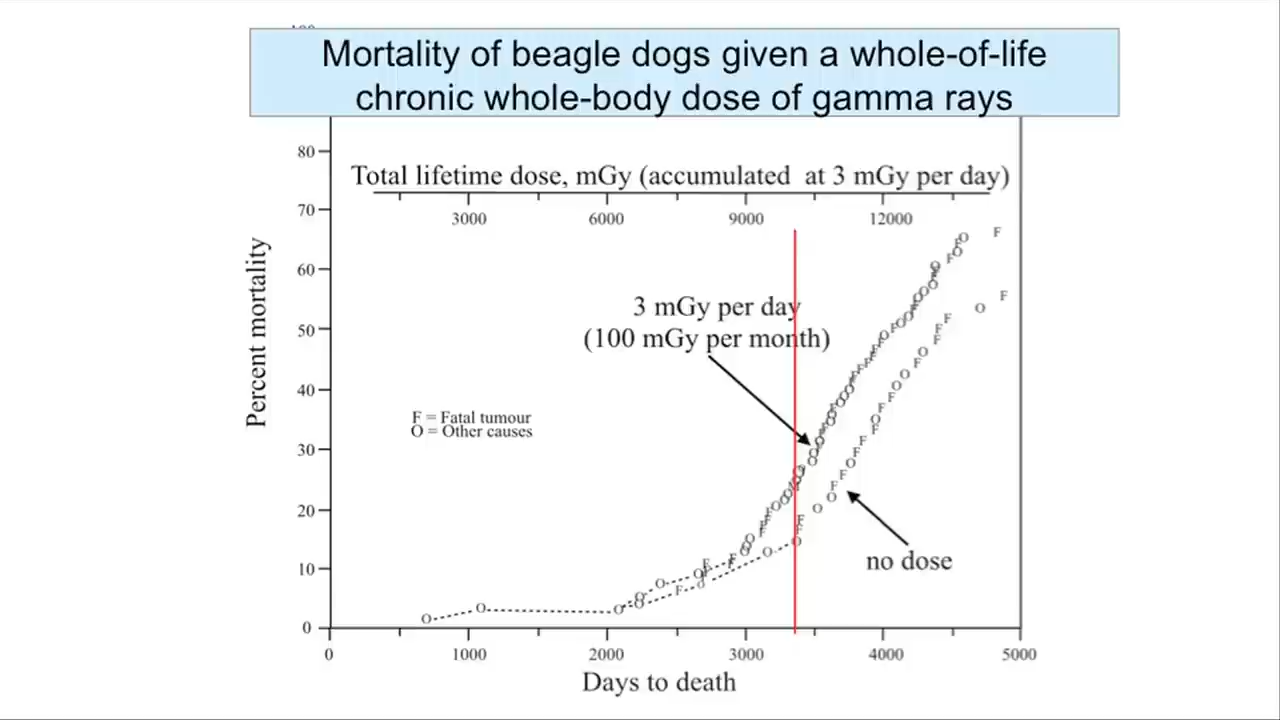 Mortality of beagle dogs given a whole-of-life
chronic whole-body dose of gamma rays
80
Total lifetime dose, mGy (accumulated at 3 mGy per day)
70
3000 6000 9000 12000
Percent mortality
60
3 mGy per day
(100 mGy per month)
50
40
F = Fatal tumour
O = Other causes
30
20
no dose
10
0
0 1000 2000 3000 4000 5000
Days to death